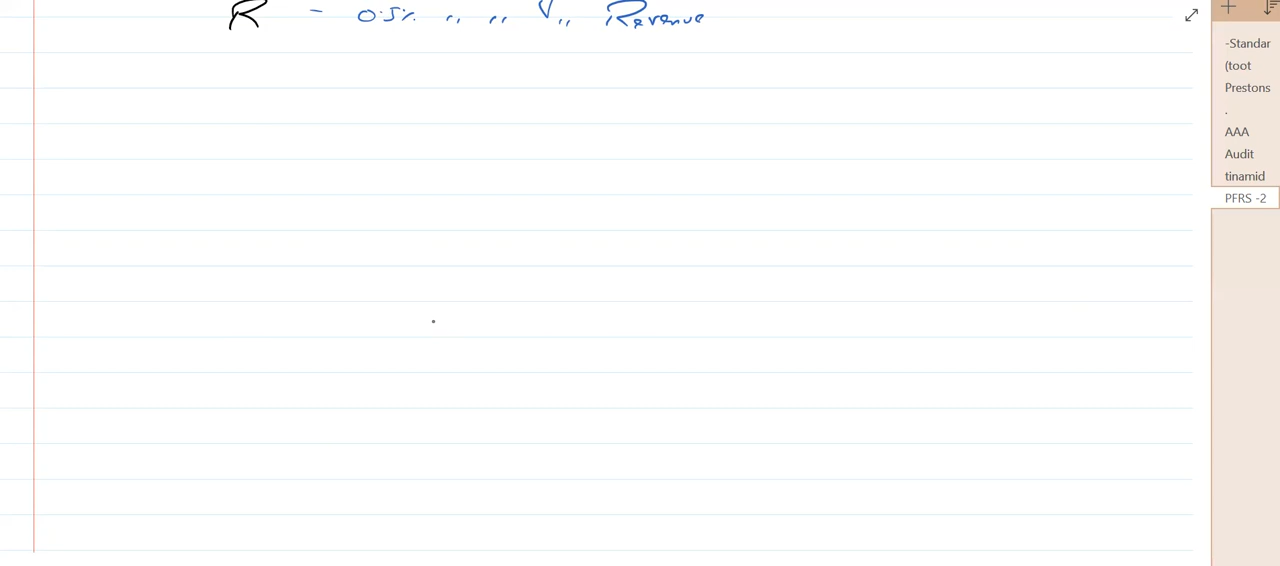 R - 0.5% ,, ,, ,, Revenue
-Standar
(toot
Prestons
.
AAA
Audit
tinamid
PFRS -2